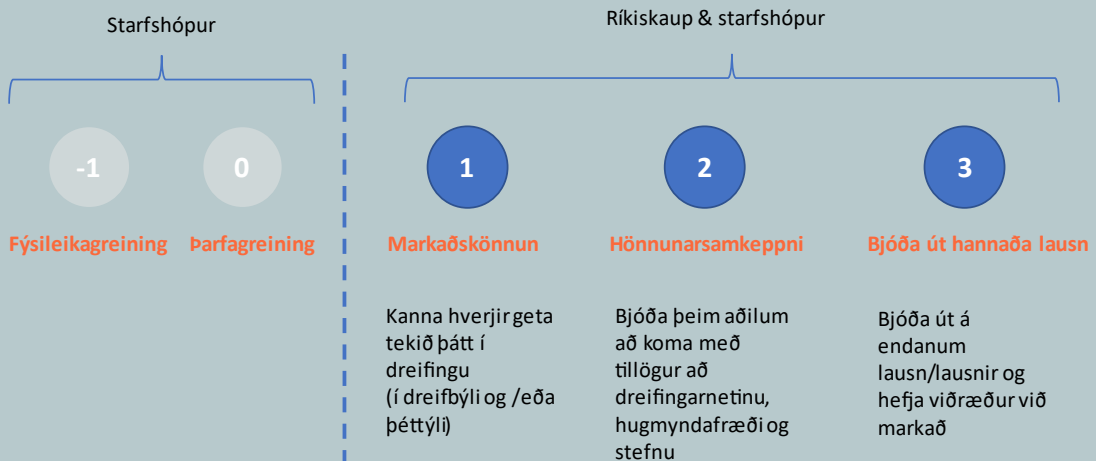 Starfshópur
Ríkiskaup & starfshópur
-1
0
1
2
3
Fýsileikagreining
Þarfagreining
Markaðskönnun
Hönnunarsamkeppni
Bjóða út hannaða lausn
Kanna hverjir geta
tekið þátt í
dreifingu
(í dreifbýli og /eða
þéttýli)
Bjóða þeim aðilum
að koma með
tillögur að
dreifingarnetinu,
hugmyndafræði og
stefnu
Bjóða út á
endanum
lausn/lausnir og
hefja viðræður við
markað